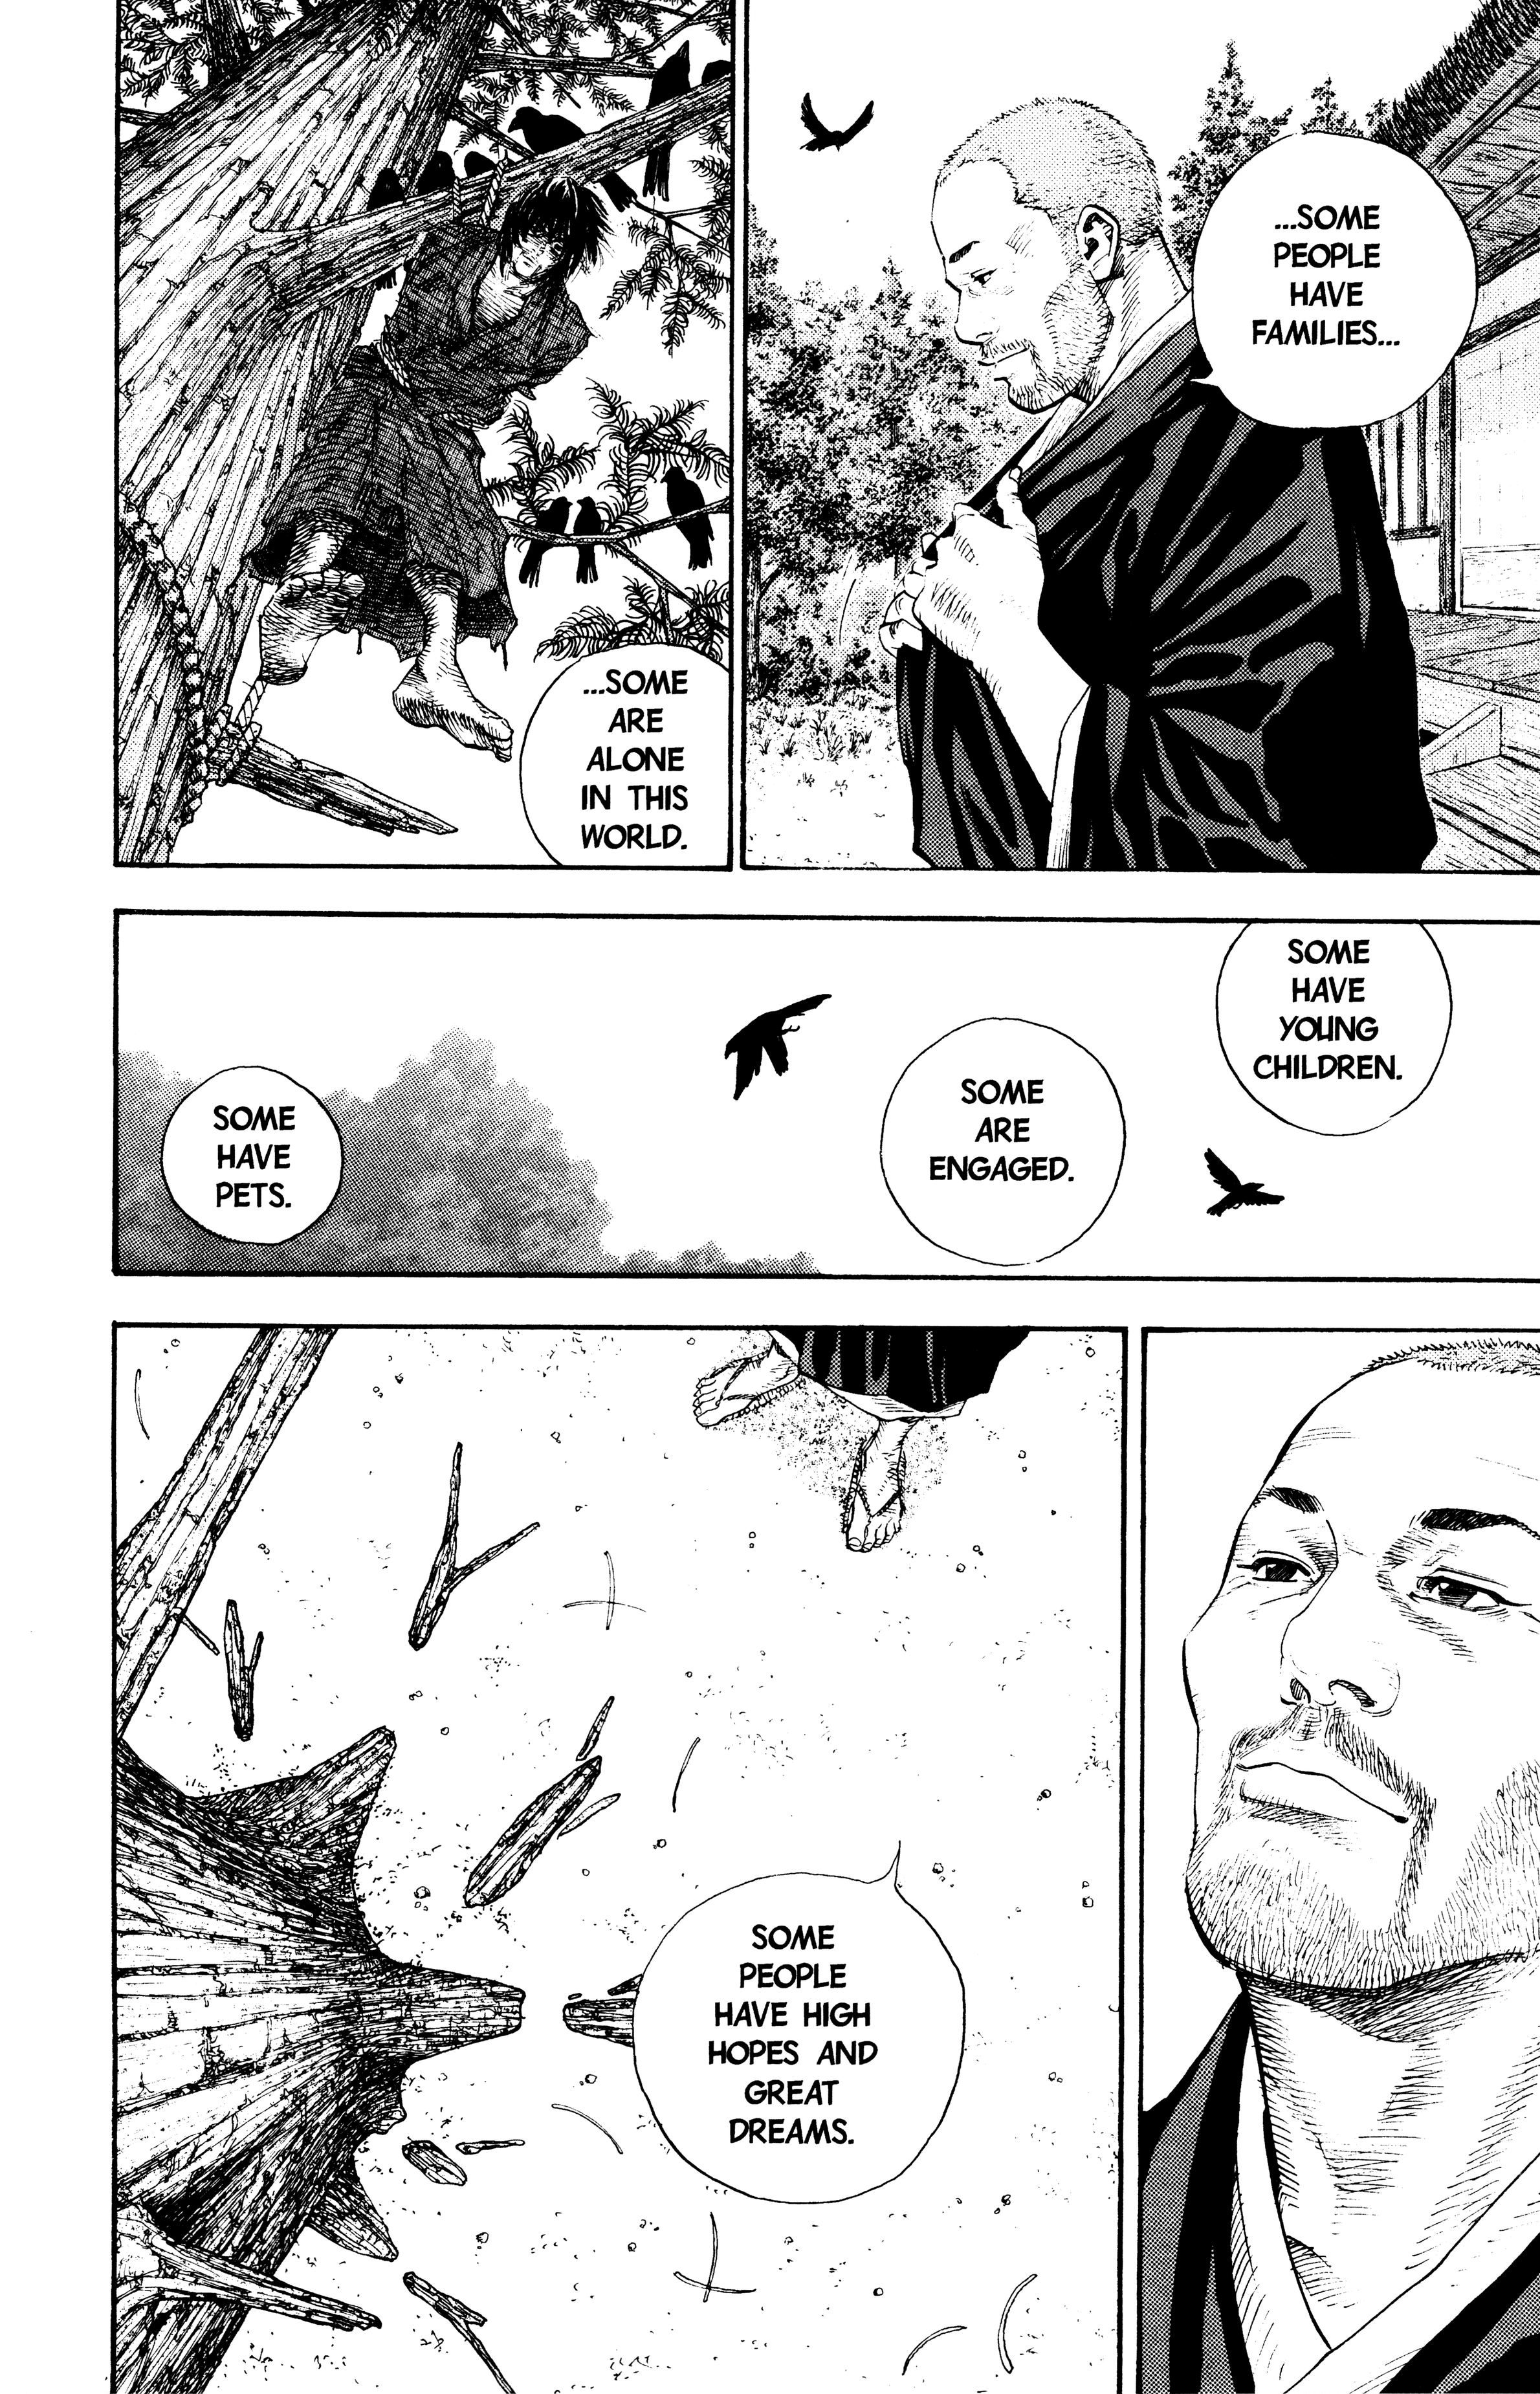 ...SOME
PEOPLE
HAVE
FAMILIES...
...SOME
ARE
ALONE
IN THIS
WORLD.
SOME
HAVE
YOUNG
CHILDREN.
SOME
ARE
ENGAGED.
SOME
HAVE
PETS.
SOME
PEOPLE
HAVE HIGH
HOPES AND
GREAT
DREAMS.